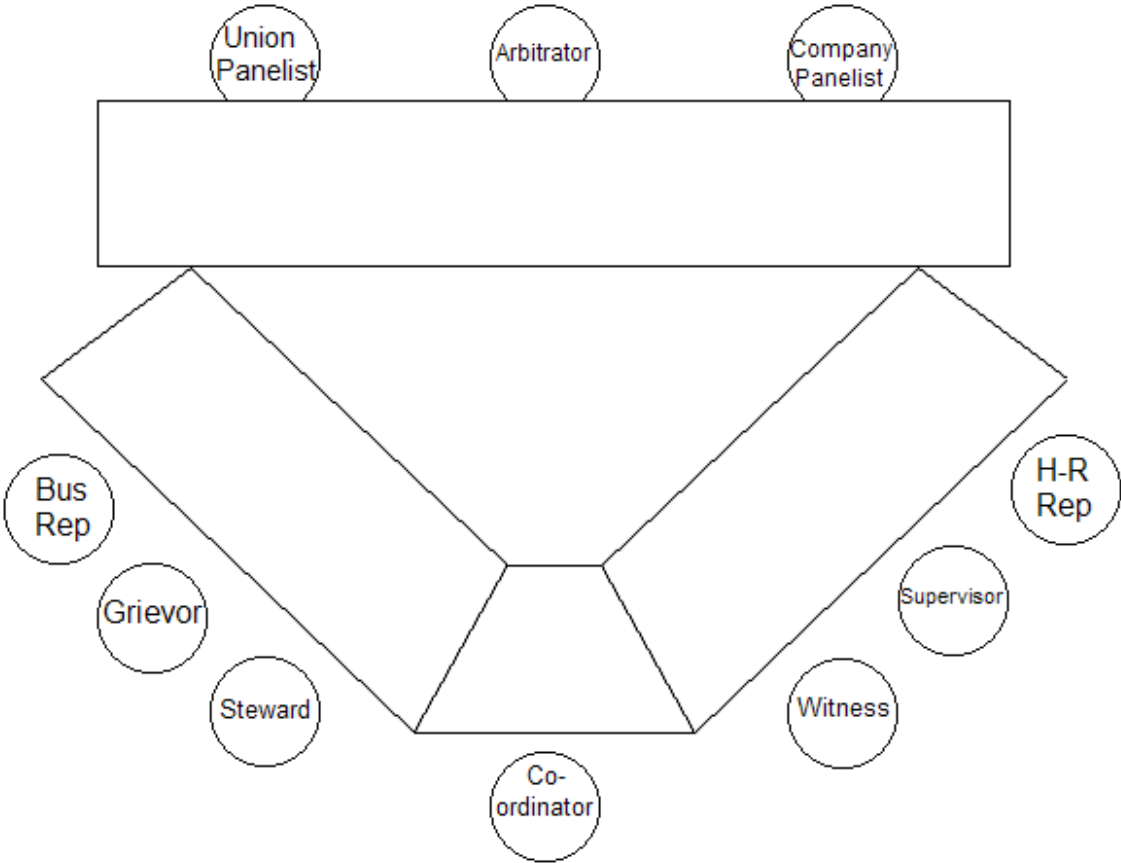 Union
Panelist
Arbitrator
Company
Panelist
Bus
Rep
H-R
Rep
Grievor
Supervisor
Steward
Witness
Co-
ordinator